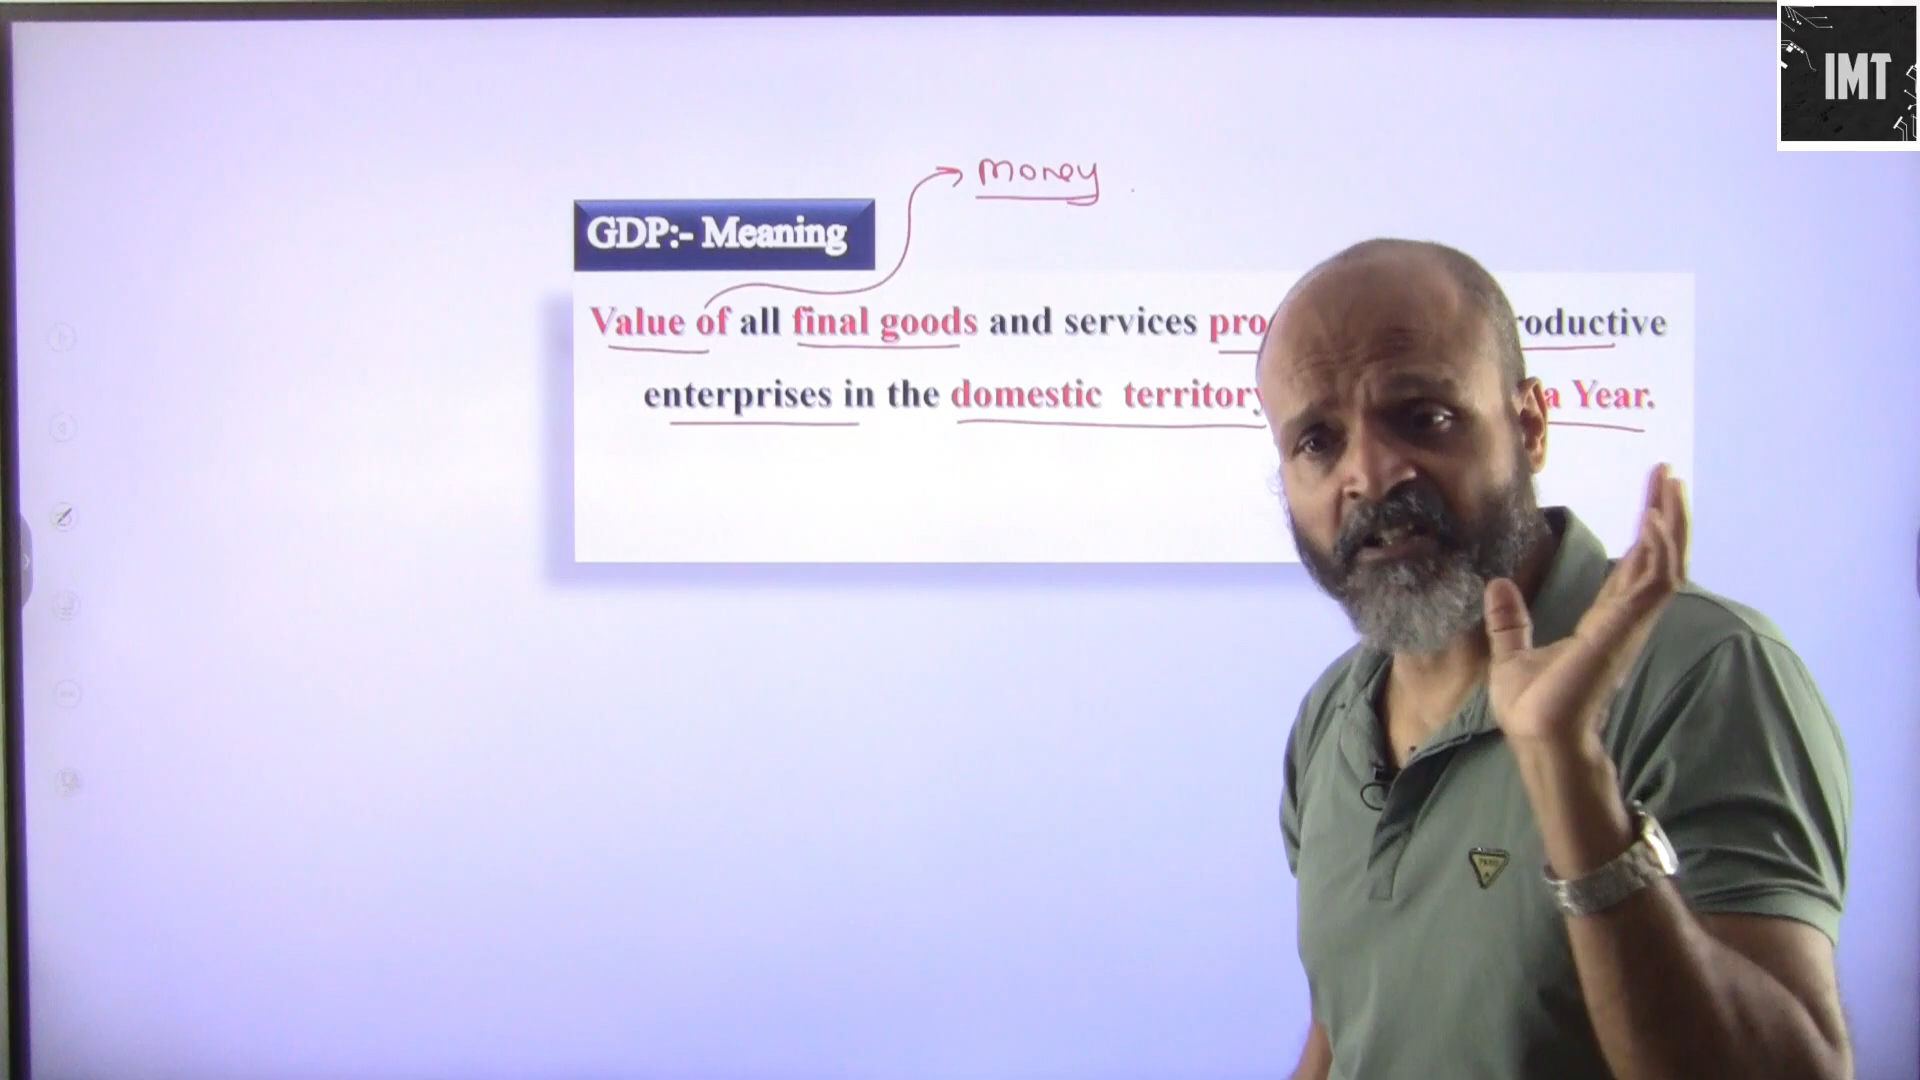 IMT
Money
GDP:- Meaning
Value of all final goods and services pro roductive
enterprises in the domestic territory a Year.